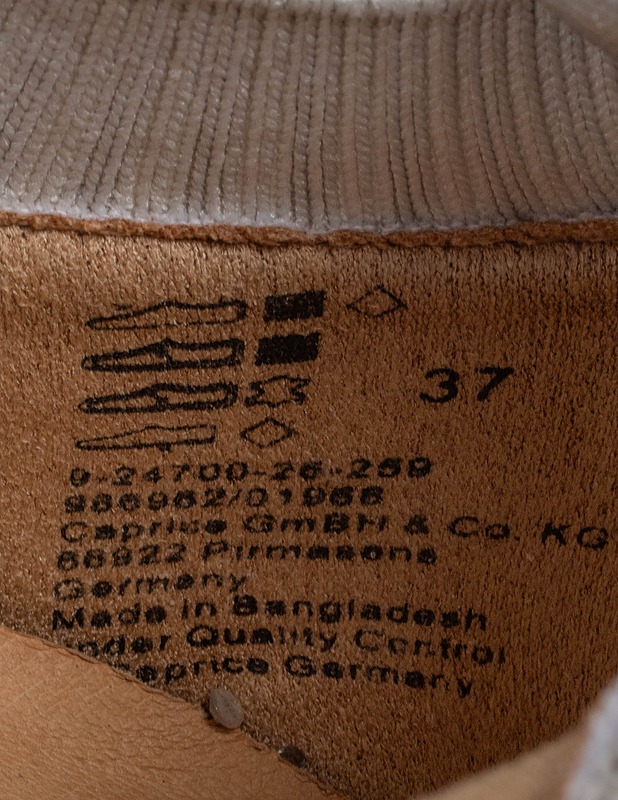 37
9-24700-26-259
986962/01966
Caprice GmBH & Co. KG
66922 Pirmasens
Germany
Made in Bangladesh
under Quality Control
Caprice Germany